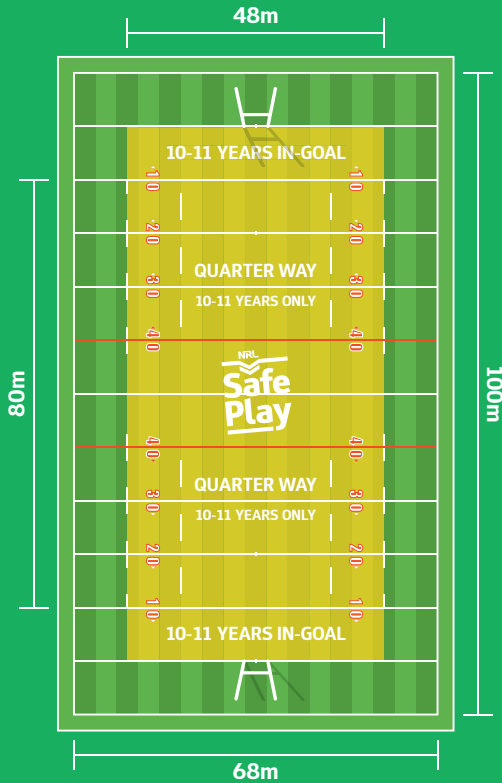 48m
10-11 YEARS IN-GOAL
10 10
20 20
QUARTER WAY
30 30
10-11 YEARS ONLY
40 40
NRL
Safe
Play
80m
100m
40 40
QUARTER WAY
30 30
10-11 YEARS ONLY
20 20
10 10
10-11 YEARS IN-GOAL
68m